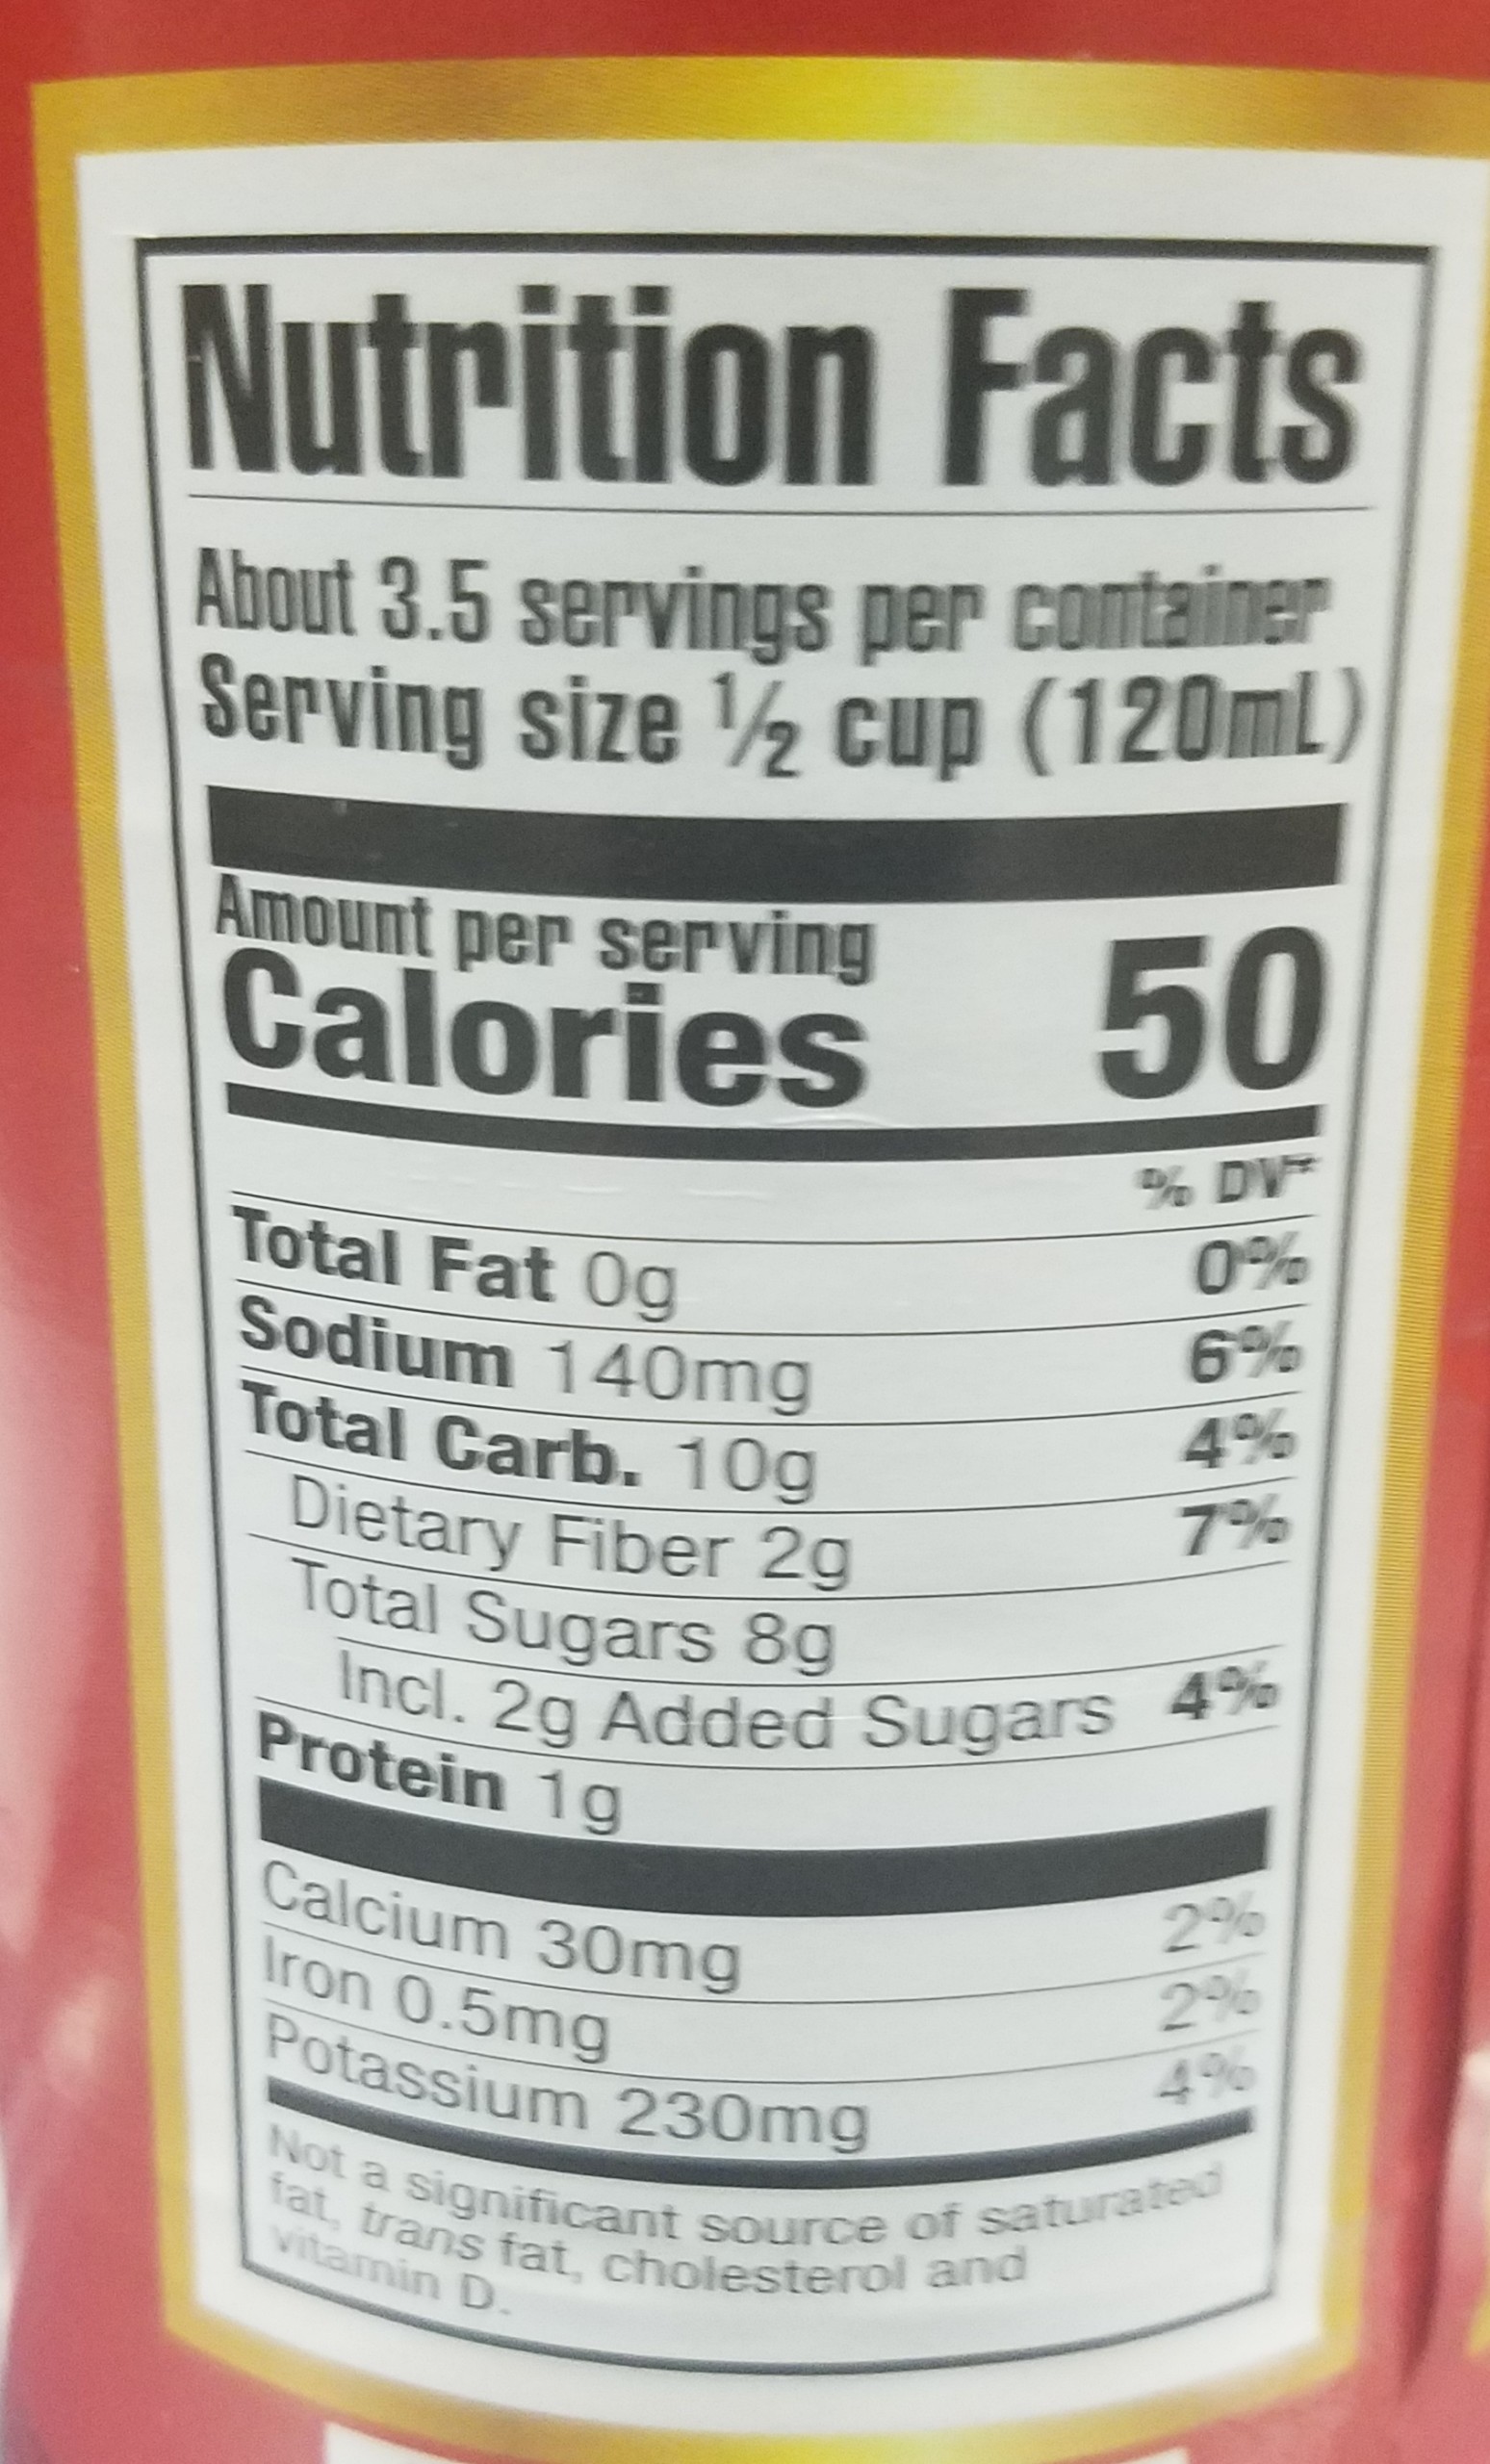 Nutrition Facts
About 3.5 servings per container
Serving size ½ cup (120mL)
Amount per serving
Calories 50
% DV*
Total Fat 0g 0%
Sodium 140mg 6%
Total Carb. 10g 4%
Dietary Fiber 2g 7%
Total Sugars 8g
Incl. 2g Added Sugars 4%
Protein 1g
Calcium 30mg 2%
Iron 0.5mg 2%
Potassium 230mg 4%
Not a significant source of saturated
fat, trans fat, cholesterol and
vitamin D.